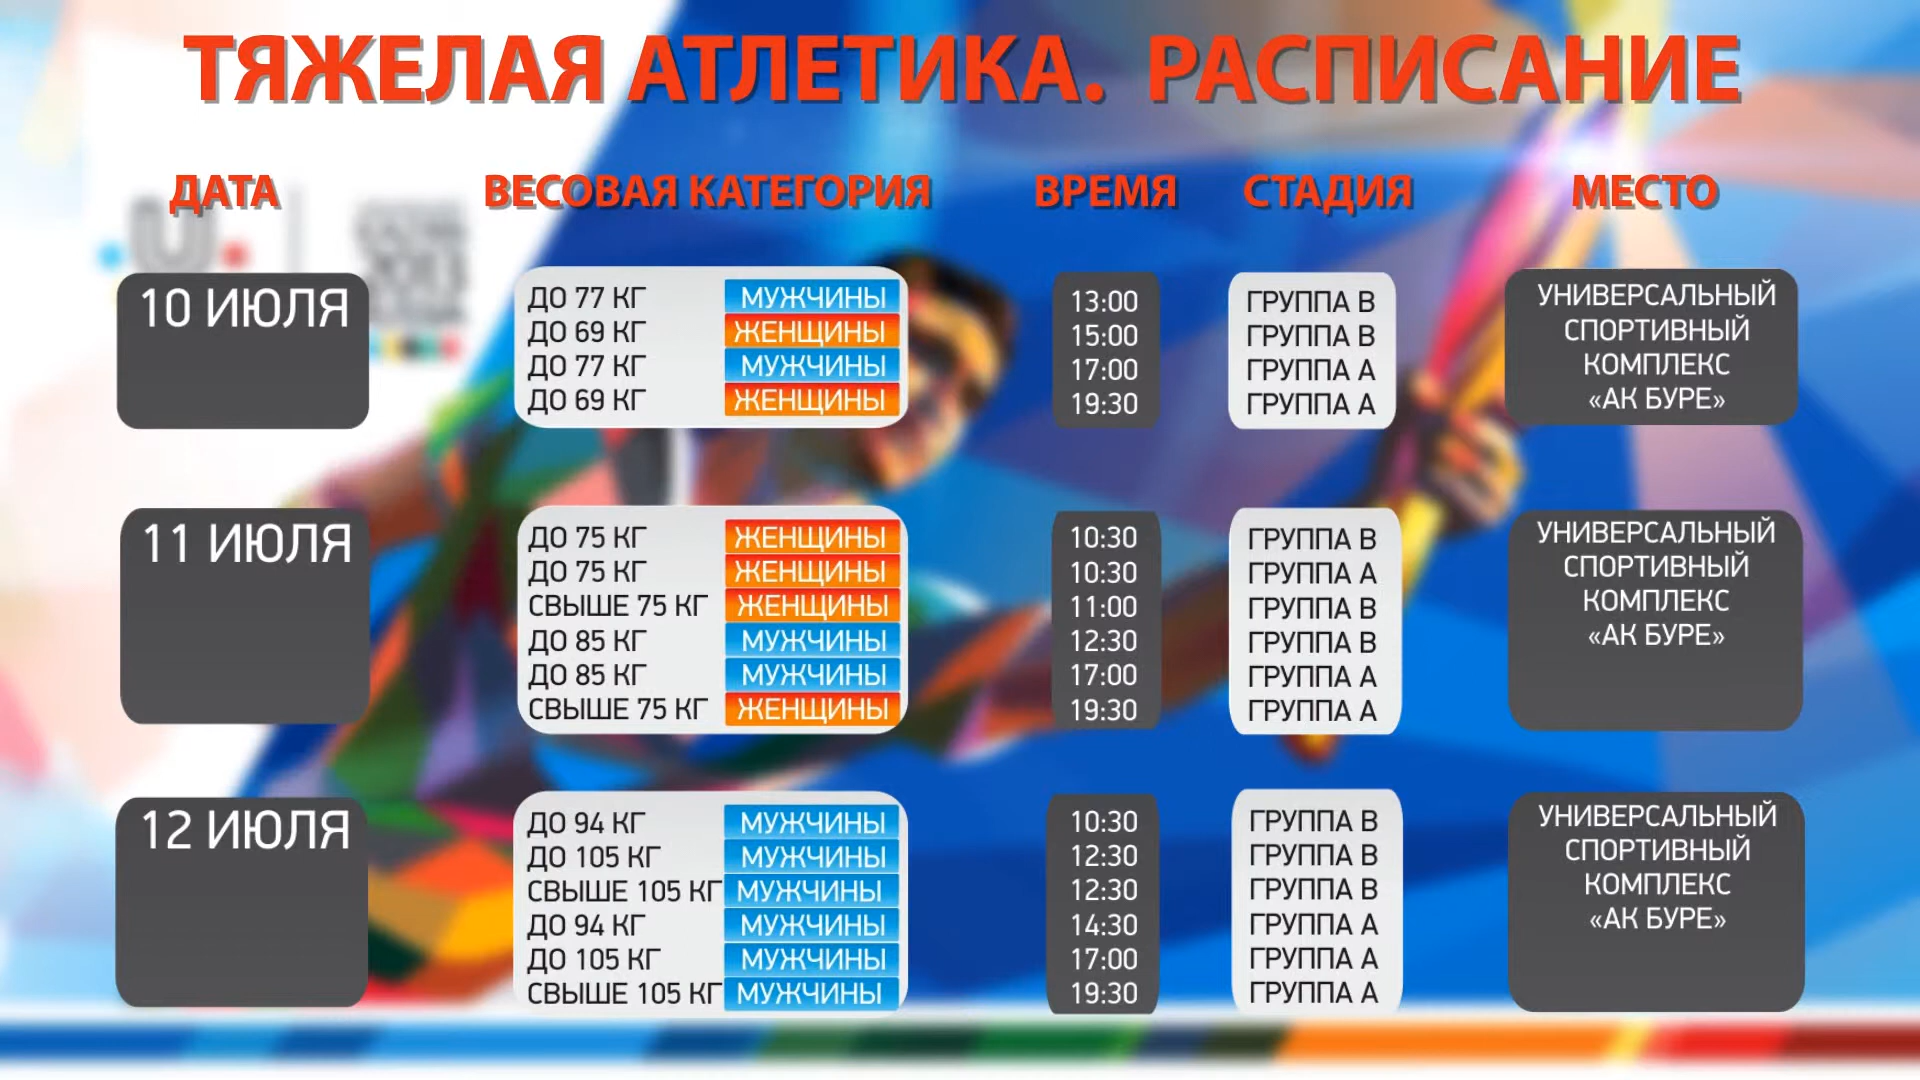 ТЯЖЕЛАЯ АТЛЕТИКА. РАСПИСАНИЕ
ДАТА ВЕСОВАЯ КАТЕГОРИЯ ВРЕМЯ СТАДИЯ МЕСТО
10 ИЮЛЯ
ДО 77 КГ МУЖЧИНЫ 13:00 ГРУППА B
ДО 69 КГ ЖЕНЩИНЫ 15:00 ГРУППА B
ДО 77 КГ МУЖЧИНЫ 17:00 ГРУППА A
ДО 69 КГ ЖЕНЩИНЫ 19:30 ГРУППА A
УНИВЕРСАЛЬНЫЙ
СПОРТИВНЫЙ
КОМПЛЕКС
«АК БУРЕ»
11 ИЮЛЯ
ДО 75 КГ ЖЕНЩИНЫ 10:30 ГРУППА B
ДО 75 КГ ЖЕНЩИНЫ 10:30 ГРУППА A
СВЫШЕ 75 КГ ЖЕНЩИНЫ 11:00 ГРУППА B
ДО 85 КГ МУЖЧИНЫ 12:30 ГРУППА B
ДО 85 КГ МУЖЧИНЫ 17:00 ГРУППА A
СВЫШЕ 75 КГ ЖЕНЩИНЫ 19:30 ГРУППА A
УНИВЕРСАЛЬНЫЙ
СПОРТИВНЫЙ
КОМПЛЕКС
«АК БУРЕ»
12 ИЮЛЯ
ДО 94 КГ МУЖЧИНЫ 10:30 ГРУППА B
ДО 105 КГ МУЖЧИНЫ 12:30 ГРУППА B
СВЫШЕ 105 КГ МУЖЧИНЫ 12:30 ГРУППА B
ДО 94 КГ МУЖЧИНЫ 14:30 ГРУППА A
ДО 105 КГ МУЖЧИНЫ 17:00 ГРУППА A
СВЫШЕ 105 КГ МУЖЧИНЫ 19:30 ГРУППА A
УНИВЕРСАЛЬНЫЙ
СПОРТИВНЫЙ
КОМПЛЕКС
«АК БУРЕ»